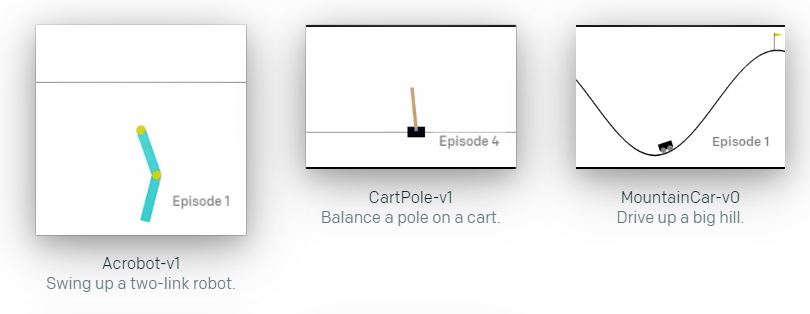 Episode 1
Acrobot-v1
Swing up a two-link robot.
Episode 4
CartPole-v1
Balance a pole on a cart.
Episode 1
MountainCar-v0
Drive up a big hill.